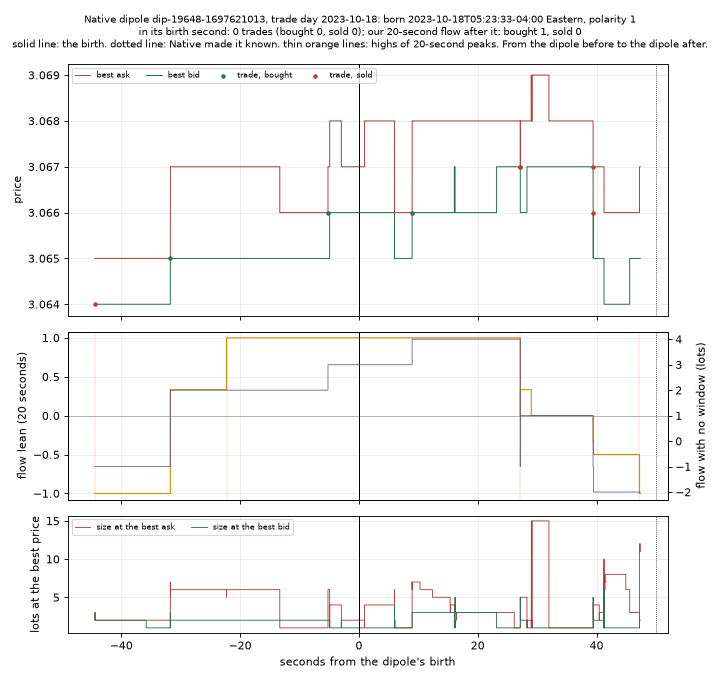 Native dipole dip-19648-1697621013, trade day 2023-10-18: born 2023-10-18T05:23:33-04:00 Eastern, polarity 1
in its birth second: 0 trades (bought 0, sold 0); our 20-second flow after it: bought 1, sold 0
solid line: the birth. dotted line: Native made it known. thin orange lines: highs of 20-second peaks. From the dipole before to the dipole after.
best ask best bid trade, bought trade, sold
3.069
3.068
3.067
3.066
3.065
3.064
price
1.0
0.5
0.0
−0.5
−1.0
flow lean (20 seconds)
4
3
2
1
0
−1
−2
flow with no window (lots)
size at the best ask size at the best bid
15
10
5
lots at the best price
−40 −20 0 20 40
seconds from the dipole's birth